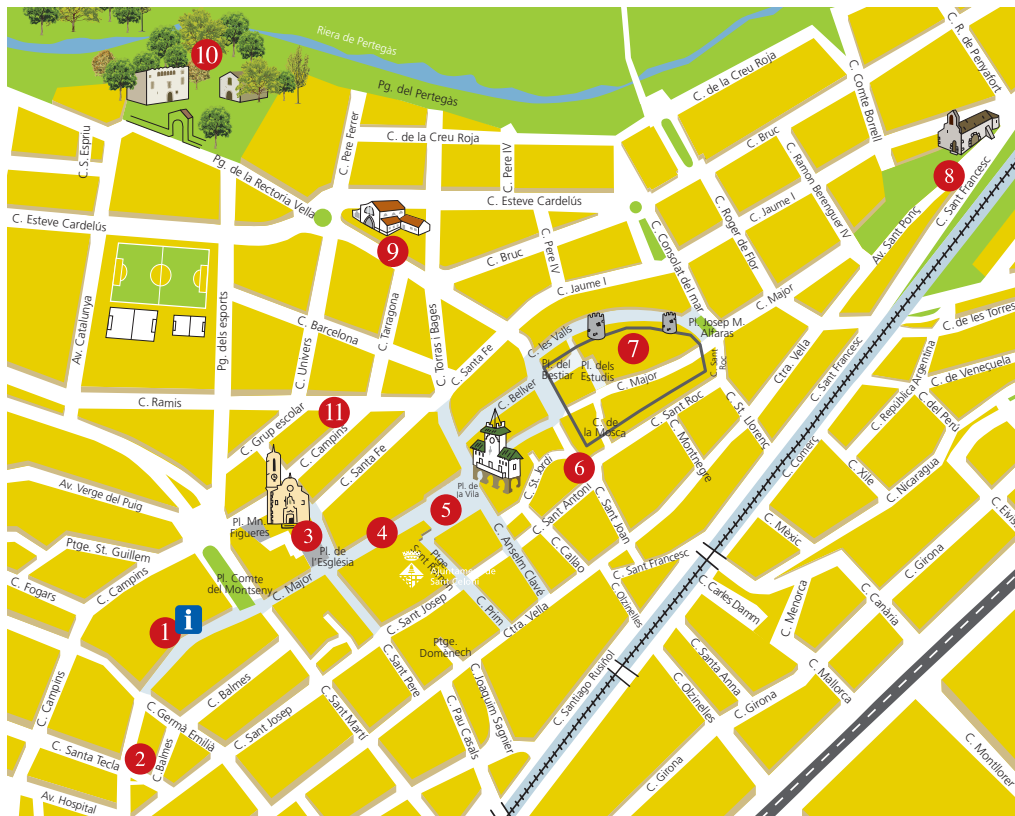 Riera de Pertegàs
10
Pg. del Pertegàs
C. de la Creu Roja
C. R. de Penyafort
C. Comte Borrell
C.S. Espriu
C. Pere Ferrer
C. de la Creu Roja
C. Pere IV
C. Bruc
C. Ramon Berenguer IV
8
C. Sant Francesc
Pg. de la Rectoria Vella
C. Esteve Cardelús
C. Esteve Cardelús
9
C. Bruc
C. Pere IV
C. Consolat del mar
C. Roger de Flor
C. Jaume I
Av. Sant Ponç
C. Jaume I
C. Major
Av. Catalunya
Pg. dels esports
C. Barcelona
C. Univers
C. Tarragona
C. Torras i Bages
C. Santa Fe
C. les Valls
Pl. Josep M.
Alfaras
7
Pl. del
Bestiar
Pl. dels
Estudis
C. Major
C. Sant
Roc
Ctra. Vella
C. Sant Francesc
C. de les Torres
C. República Argentina
C. de Veneçuela
C. del Perú
C. Ramis
C. Grup escolar
11
C. Campins
C. Santa Fe
C. Bellver
C. de
la Mosca
C. Sant Roc
C. St. Llorenç
C. Montnegre
C. Comerç
C. Xile
C. Nicaragua
Av. Verge del Puig
Pl. de
la Vila
C. St. Jordi
6
C. Sant Antoni
C. Sant Joan
5
4
3
Pl. Mn.
Figueres
Pl. de
l'Església
Ptge.
C. Anselm Clavé
C. Callao
C. Sant Francesc
C. Mèxic
C. Girona
Ptge. St. Guillem
C. Fogars
C. Campins
Pl. Comte
del Montseny
C. Major
Ajuntament de
Sant Celoni
C. Sant Josep
C. Prim
Ctra. Vella
C. Olzinelles
C. Carles Damm
C. Menorca
C. Canària
i
1
Ptge.
Domènech
C. Sant Pere
C. Joaquim Sagnier
C. Pau Casals
C. Santiago Rusiñol
C. Santa Anna
C. Olzinelles
C. Girona
C. Mallorca
C. Campins
C. Balmes
C. Germà Emilià
C. Sant Josep
C. Sant Martí
C. Santa Tecla
2
C. Balmes
Av. Hospital
C. Girona
C. Montllorer